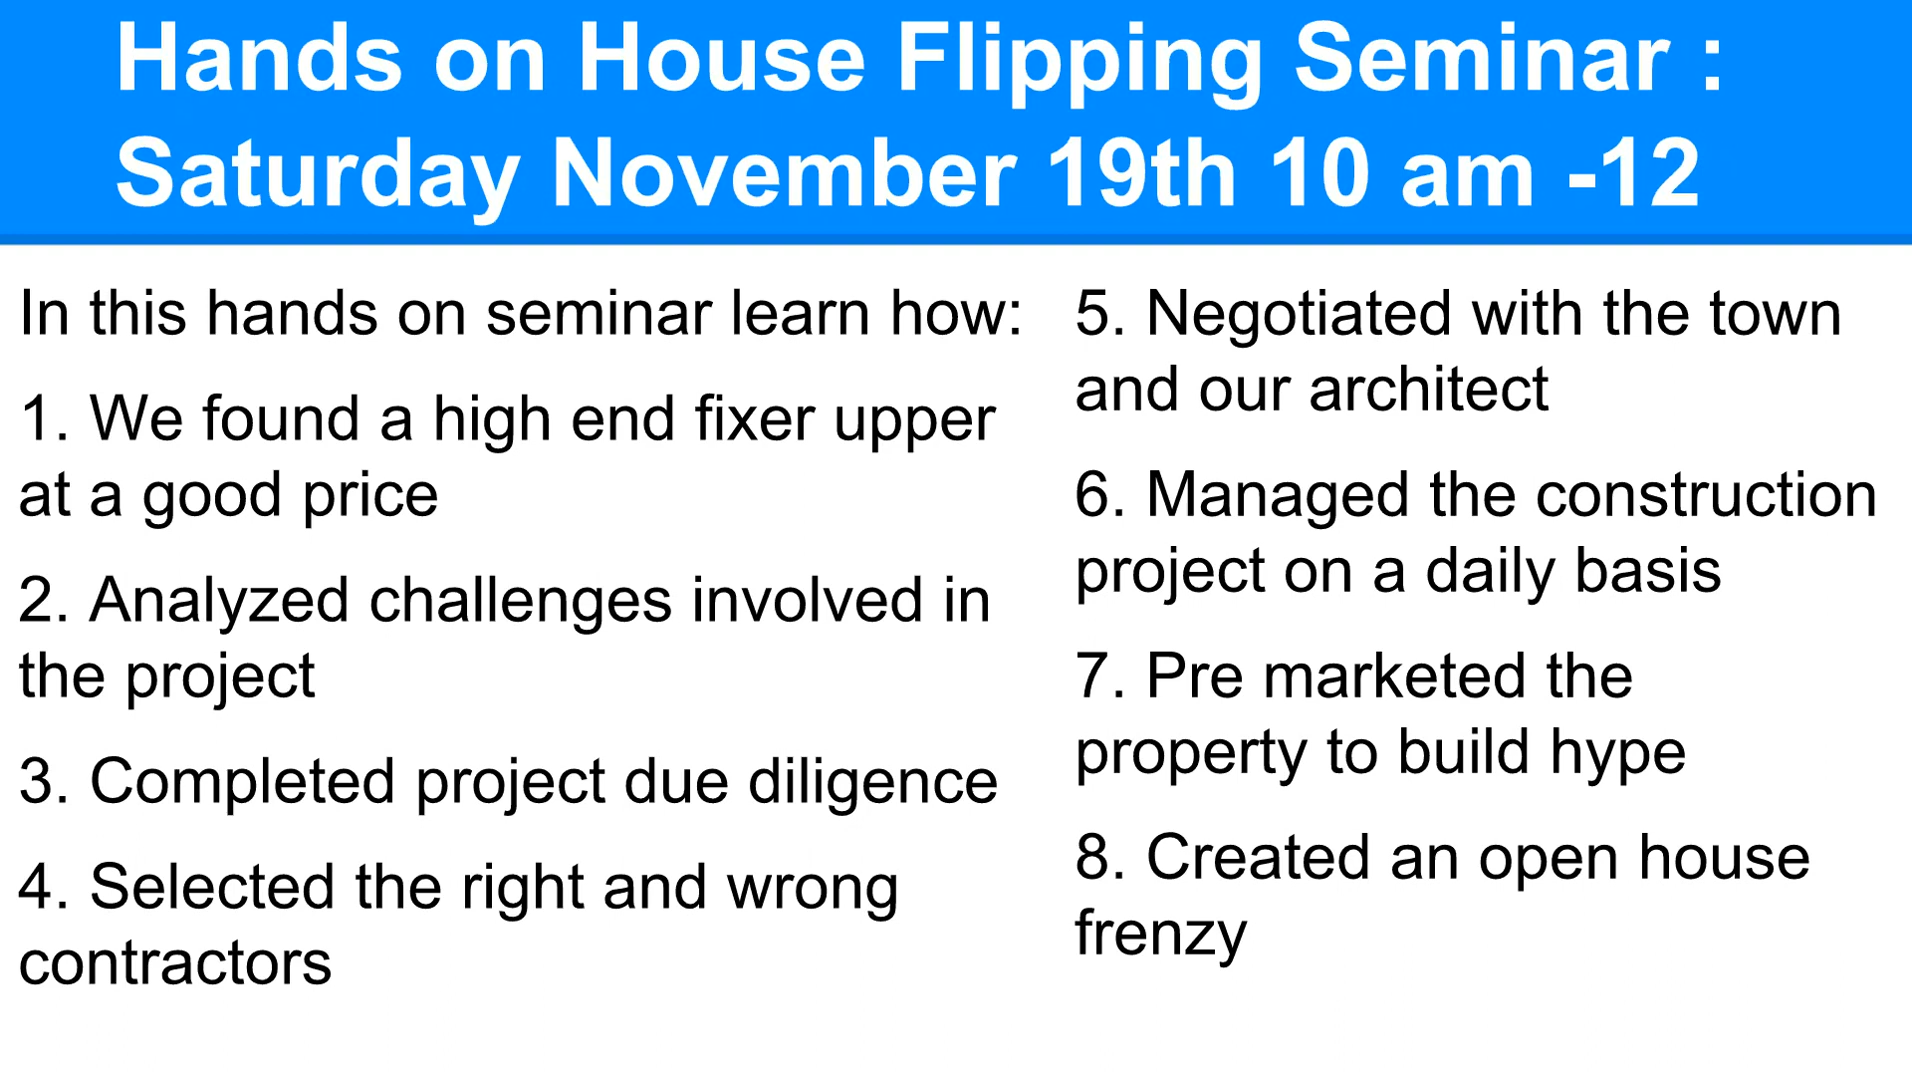 Hands on House Flipping Seminar :
Saturday November 19th 10 am -12
In this hands on seminar learn how:
1. We found a high end fixer upper
at a good price
2. Analyzed challenges involved in
the project
3. Completed project due diligence
4. Selected the right and wrong
contractors
5. Negotiated with the town
and our architect
6. Managed the construction
project on a daily basis
7. Pre marketed the
property to build hype
8. Created an open house
frenzy